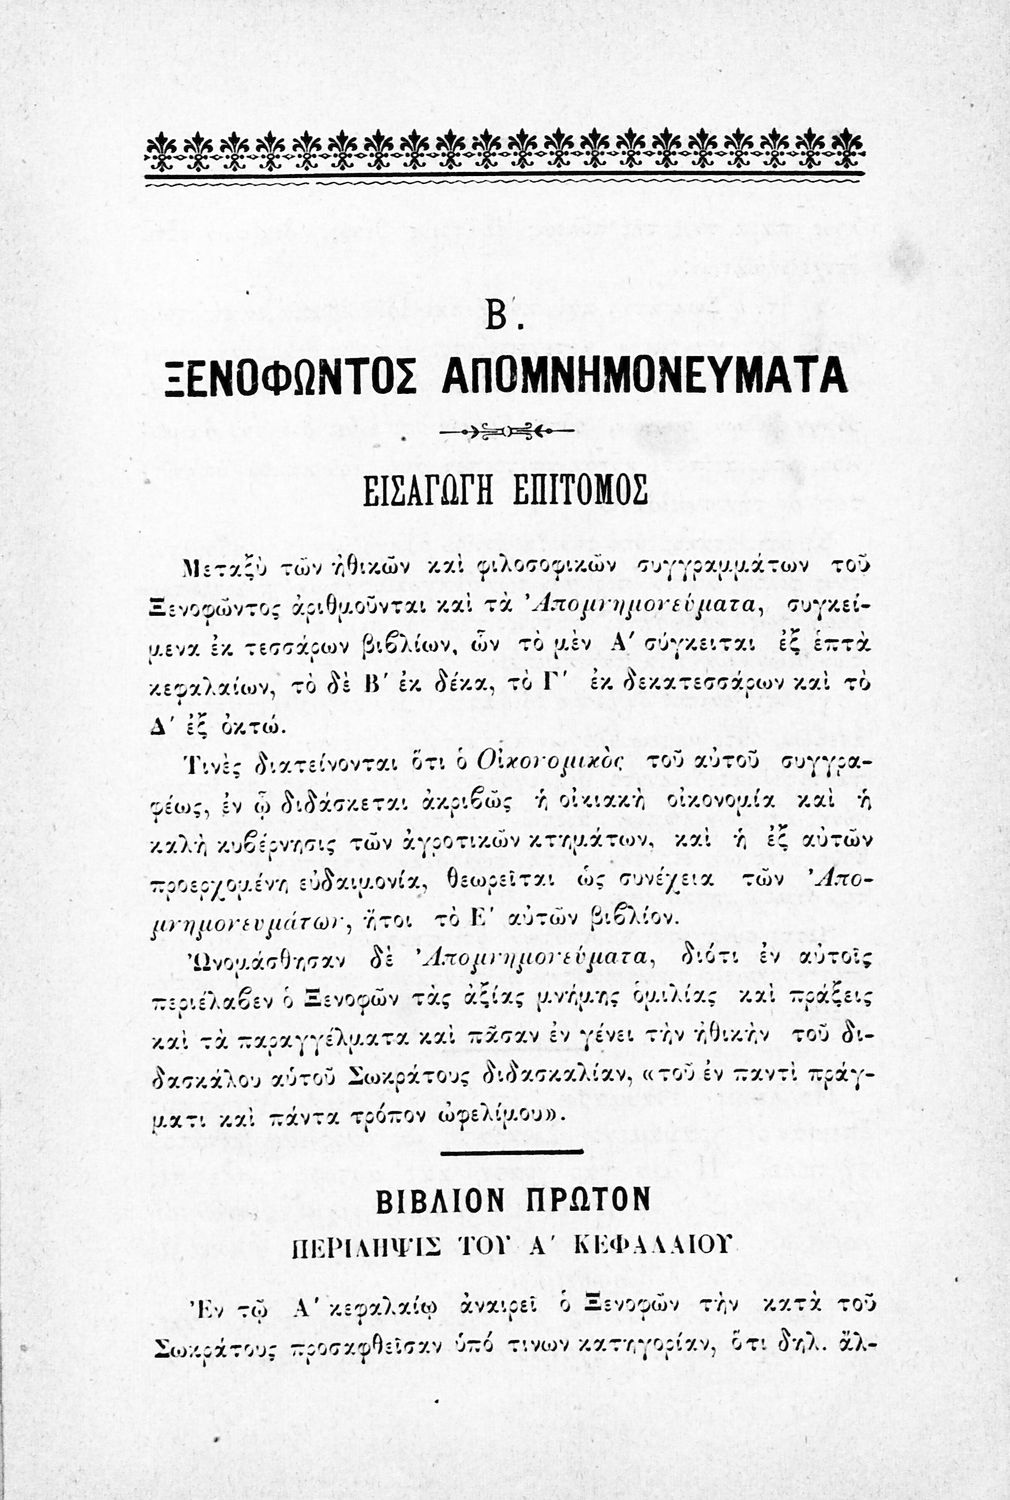 Β΄.
ΞΕΝΟΦΩΝΤΟΣ ΑΠΟΜΝΗΜΟΝΕΥΜΑΤΑ
ΕΙΣΑΓΩΓΗ ΕΠΙΤΟΜΟΣ
Μεταξὺ τῶν ἠθικῶν καὶ φιλοσοφικῶν συγγραμμάτων τοῦ
Ξενοφῶντος ἀριθμοῦνται καὶ τὰ Ἀπομνημονεύματα, συγκεί-
μενα ἐκ τεσσάρων βιϐλίων, ὧν τὸ μὲν Α΄ σύγκειται ἐξ ἑπτὰ
κεφαλαίων, τὸ δὲ Β΄ ἐκ δέκα, τὸ Γ΄ ἐκ δεκατεσσάρων καὶ τὸ
Δ΄ ἐξ ὀκτώ.
Τινὲς διατείνονται ὅτι ὁ Οἰκονομικὸς τοῦ αὐτοῦ συγγρα-
φέως, ἐν ᾧ διδάσκεται ἀκριϐῶς ἡ οἰκιακὴ οἰκονομία καὶ ἡ
καλὴ κυϐέρνησις τῶν ἀγροτικῶν κτημάτων, καὶ ἡ ἐξ αὐτῶν
προερχομένη εὐδαιμονία, θεωρεῖται ὡς συνέχεια τῶν Ἀπο-
μνημονευμάτων, ἤτοι τὸ Ε΄ αὐτῶν βιϐλίον.
Ὠνομάσθησαν δὲ Ἀπομνημονεύματα, διότι ἐν αὐτοῖς
περιέλαϐεν ὁ Ξενοφῶν τὰς ἀξίας μνήμης ὁμιλίας καὶ πράξεις
καὶ τὰ παραγγέλματα καὶ πᾶσαν ἐν γένει τὴν ἠθικὴν τοῦ δι-
δασκάλου αὑτοῦ Σωκράτους διδασκαλίαν, «τοῦ ἐν παντὶ πράγ-
ματι καὶ πάντα τρόπον ὠφελίμου».
ΒΙΒΛΙΟΝ ΠΡΩΤΟΝ
ΠΕΡΙΛΗΨΙΣ ΤΟΥ Α΄ ΚΕΦΑΛΑΙΟΥ
Ἐν τῷ Α΄ κεφαλαίῳ ἀναιρεῖ ὁ Ξενοφῶν τὴν κατὰ τοῦ
Σωκράτους προσαφθεῖσαν ὑπό τινων κατηγορίαν, ὅτι δηλ. ἄλ-